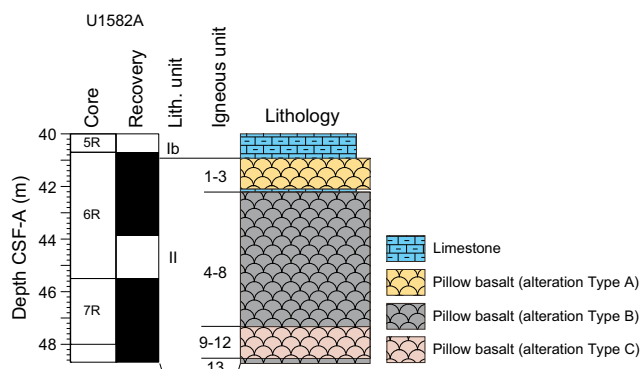 U1582A
Core
Recovery
Lith. unit
Igneous unit
Lithology
Depth CSF-A (m)
40
42
44
46
48
5R
6R
7R
Ib
II
1-3
4-8
9-12
13
Limestone
Pillow basalt (alteration Type A)
Pillow basalt (alteration Type B)
Pillow basalt (alteration Type C)